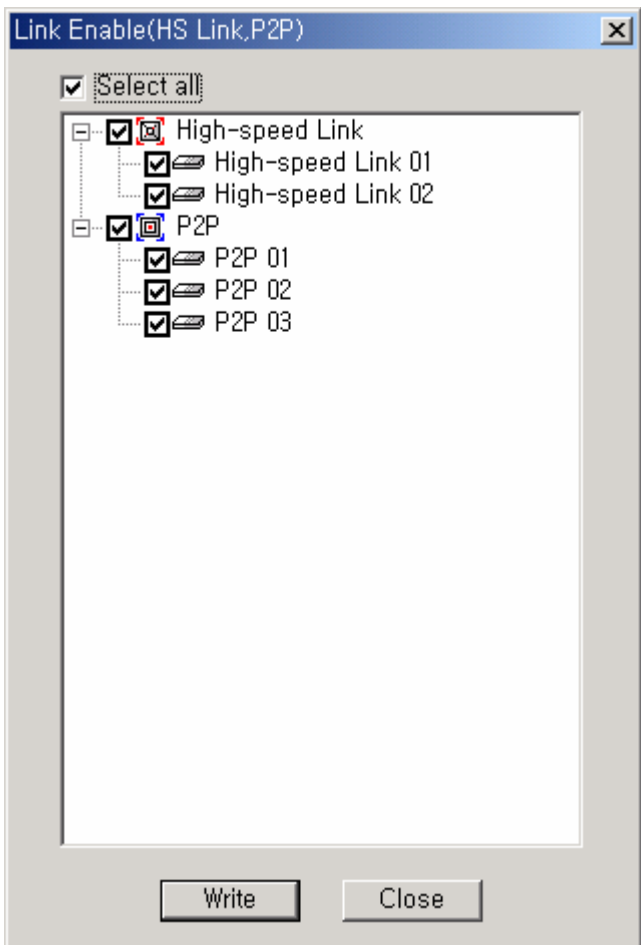 Link Enable(HS Link,P2P)
Select all
High-speed Link
High-speed Link 01
High-speed Link 02
P2P
P2P 01
P2P 02
P2P 03
Write Close